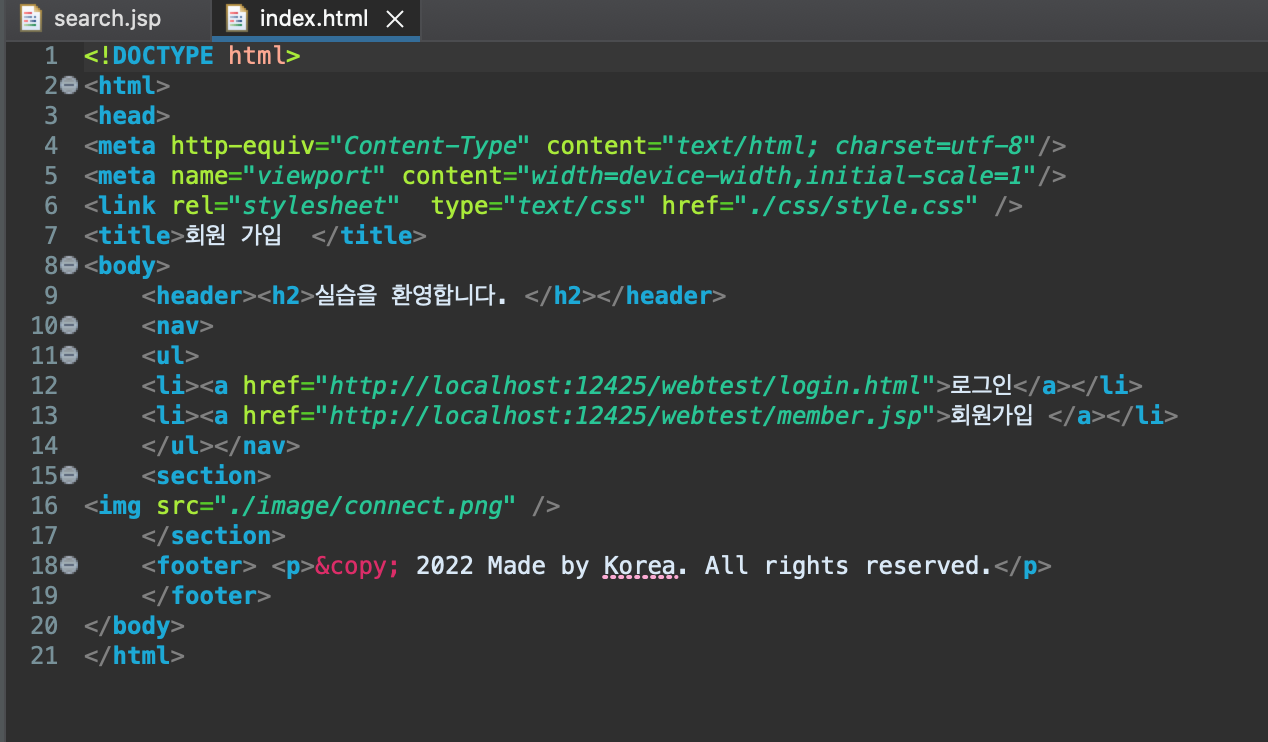 search.jsp index.html
1 <!DOCTYPE html>
2 <html>
3 <head>
4 <meta http-equiv="Content-Type" content="text/html; charset=utf-8"/>
5 <meta name="viewport" content="width=device-width,initial-scale=1"/>
6 <link rel="stylesheet"  type="text/css" href="./css/style.css" />
7 <title>회원 가입  </title>
8 <body>
9     <header><h2>실습을 환영합니다. </h2></header>
10     <nav>
11     <ul>
12     <li><a href="http://localhost:12425/webtest/login.html">로그인</a></li>
13     <li><a href="http://localhost:12425/webtest/member.jsp">회원가입 </a></li>
14     </ul></nav>
15     <section>
16 <img src="./image/connect.png" />
17     </section>
18     <footer> <p>&copy; 2022 Made by Korea. All rights reserved.</p>
19     </footer>
20 </body>
21 </html>